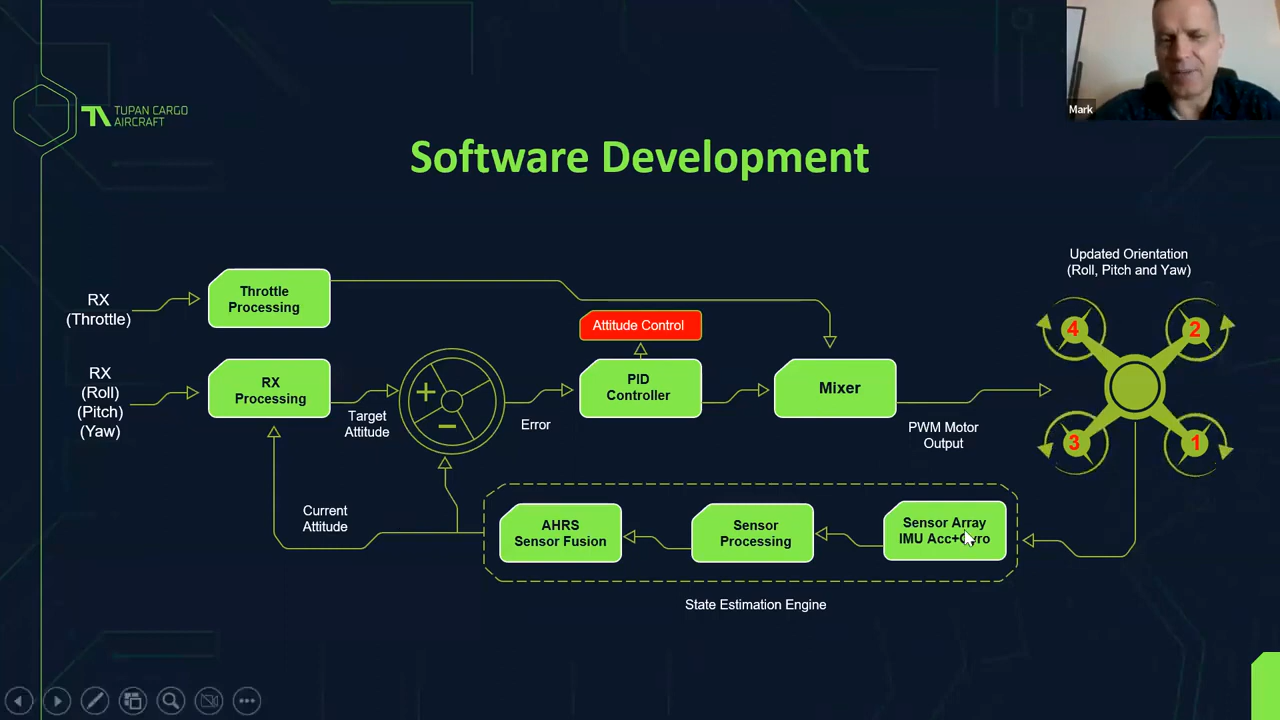 Mark
TUPAN CARGO
AIRCRAFT
Software Development
Updated Orientation
(Roll, Pitch and Yaw)
RX
(Throttle)
Throttle
Processing
Attitude Control
4
2
RX
(Roll)
(Pitch)
(Yaw)
RX
Processing
Target
Attitude
+
−
Error
PID
Controller
Mixer
PWM Motor
Output
3
1
Current
Attitude
AHRS
Sensor Fusion
Sensor
Processing
Sensor Array
IMU Acc+Gyro
State Estimation Engine